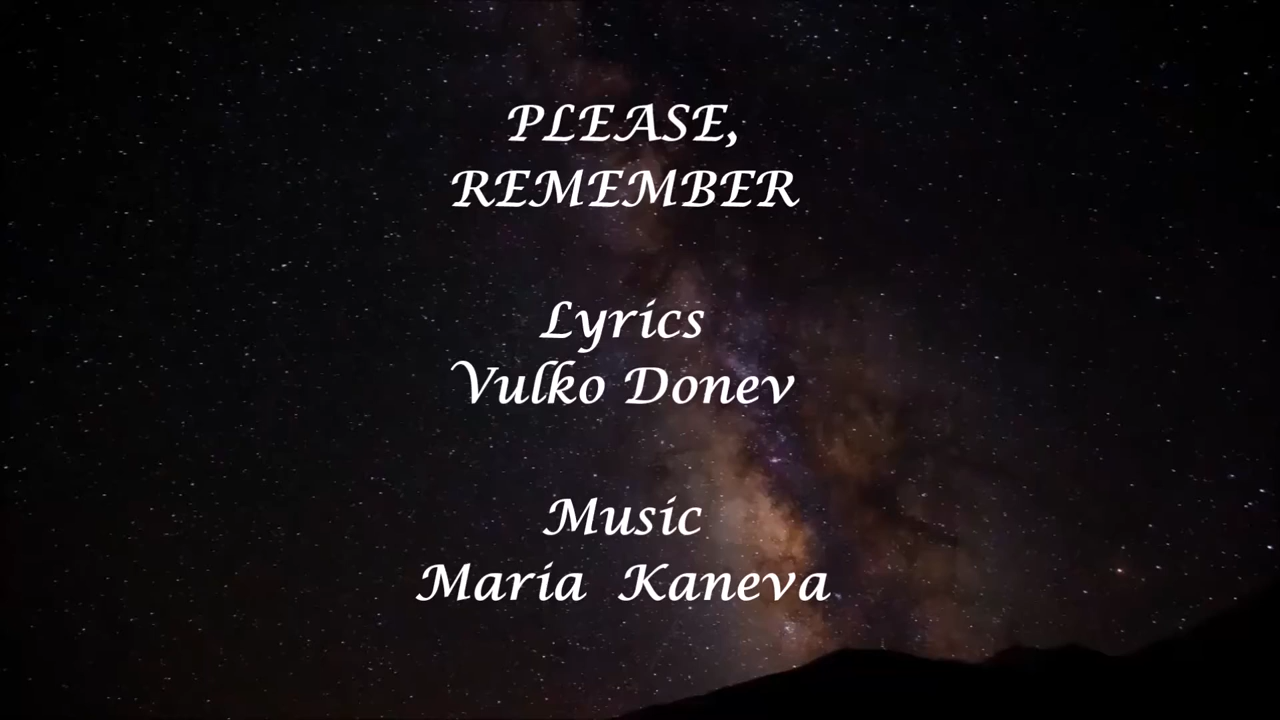 PLEASE,
REMEMBER
Lyrics
Vulko Donev
Music
Maria Kaneva